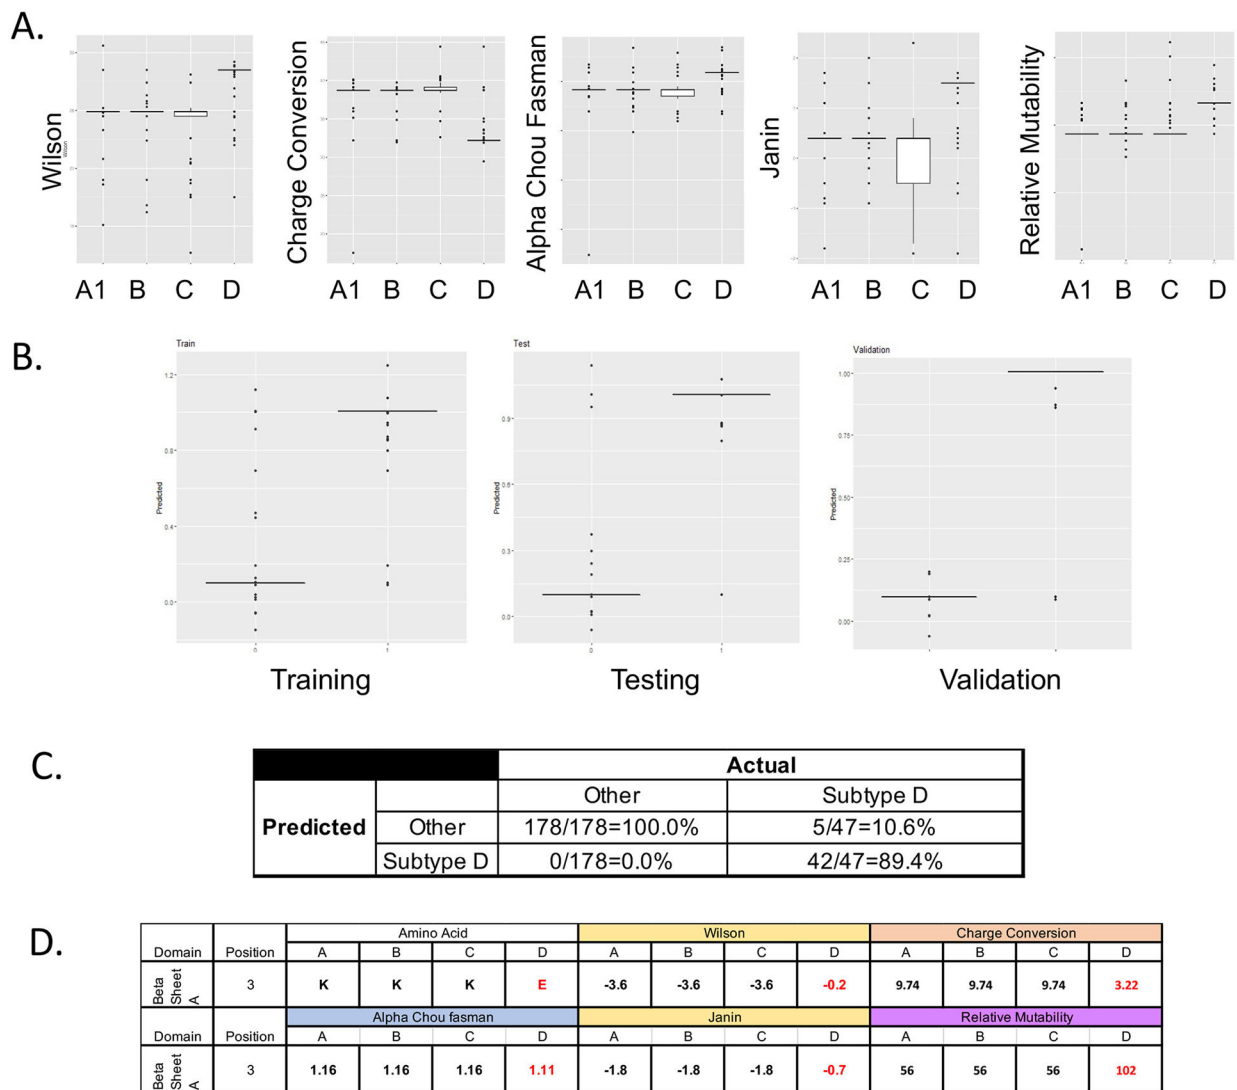 A.
Wilson
Wilson
Charge Conversion
Alpha Chou Fasman
Janin
Relative Mutability
A1 B C D
A1 B C D
A1 B C D
A1 B C D
A1 B C D
B.
Train
Test
Validation
Predicted
1.2
0.9
0.4
0.0
0 1
Predicted
0.9
0.6
0.3
0.0
0 1
Predicted
1.00
0.75
0.50
0.25
0.00
Training
Testing
Validation
C.
Actual
Predicted
Other Subtype D
Other 178/178=100.0% 5/47=10.6%
Subtype D 0/178=0.0% 42/47=89.4%
D.
Amino Acid Wilson Charge Conversion
Domain Position A B C D A B C D A B C D
Beta Sheet A 3 K K K E -3.6 -3.6 -3.6 -0.2 9.74 9.74 9.74 3.22
Alpha Chou fasman Janin Relative Mutability
Domain Position A B C D A B C D A B C D
Beta Sheet A 3 1.16 1.16 1.16 1.11 -1.8 -1.8 -1.8 -0.7 56 56 56 102